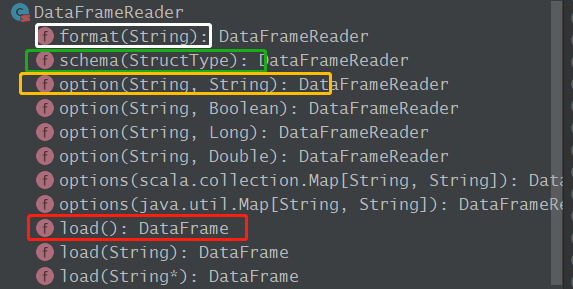 DataFrameReader
format(String): DataFrameReader
schema(StructType): DataFrameReader
option(String, String): DataFrameReader
option(String, Boolean): DataFrameReader
option(String, Long): DataFrameReader
option(String, Double): DataFrameReader
options(scala.collection.Map[String, String]): Data
options(java.util.Map[String, String]): DataFrameRe
load(): DataFrame
load(String): DataFrame
load(String*): DataFrame